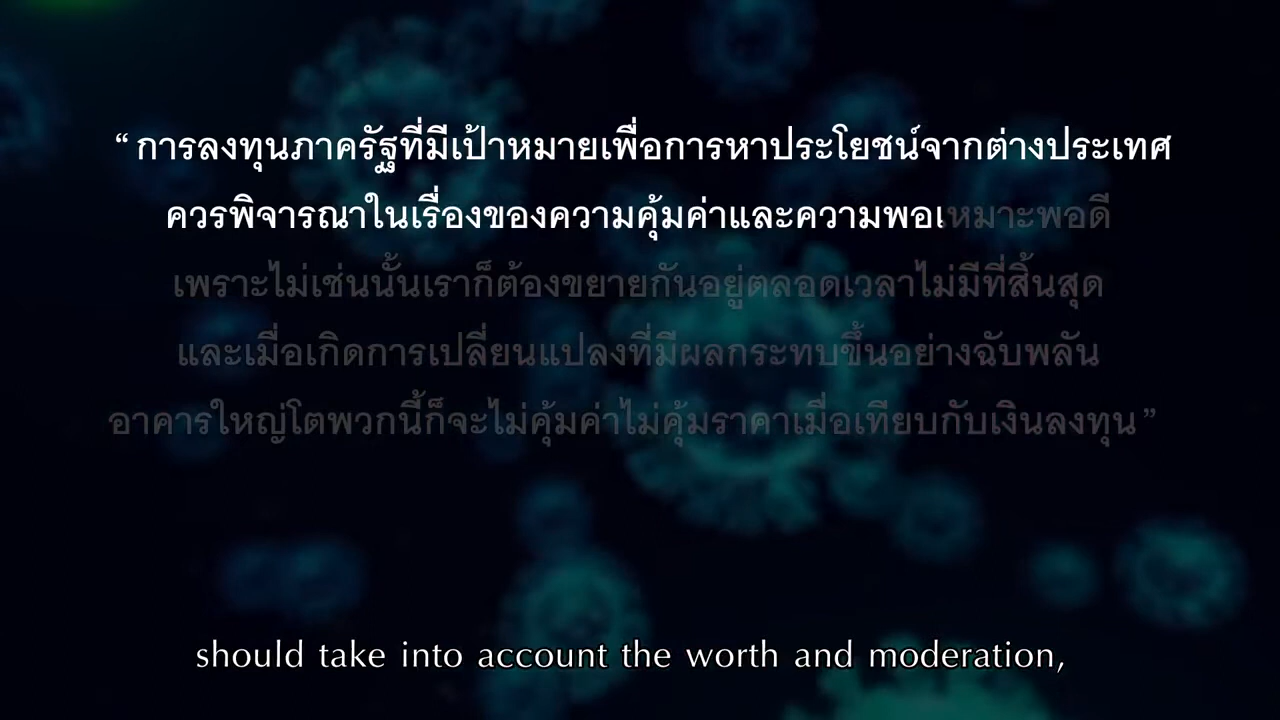 “การลงทุนภาครัฐที่มีเป้าหมายเพื่อการหาประโยชน์จากต่างประเทศ
ควรพิจารณาในเรื่องของความคุ้มค่าและความพอเหมาะพอดี
เพราะไม่เช่นนั้นเราก็ต้องขยายกันอยู่ตลอดเวลาไม่มีที่สิ้นสุด
และเมื่อเกิดการเปลี่ยนแปลงที่มีผลกระทบขึ้นอย่างฉับพลัน
อาคารใหญ่โตพวกนี้ก็จะไม่คุ้มค่าไม่คุ้มราคาเมื่อเทียบกับเงินลงทุน”
should take into account the worth and moderation,